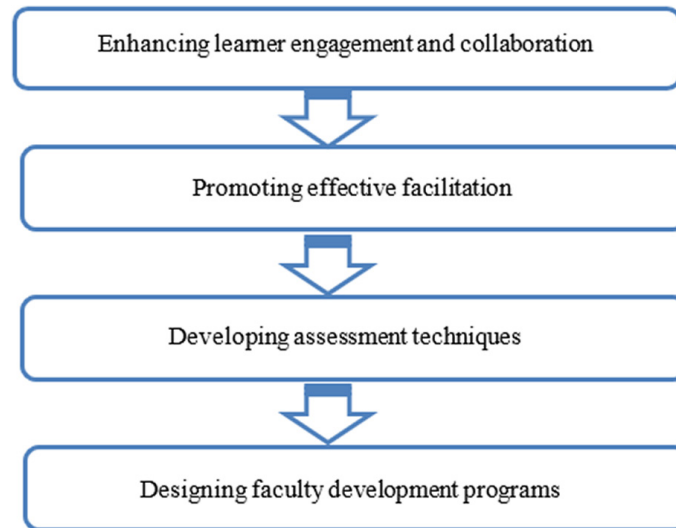 Enhancing learner engagement and collaboration
Promoting effective facilitation
Developing assessment techniques
Designing faculty development programs